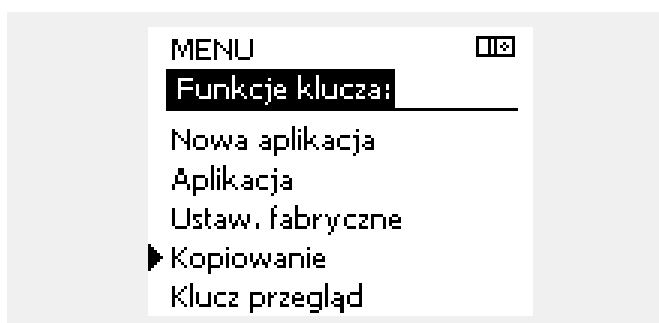 MENU
Funkcje klucza:
Nowa aplikacja
Aplikacja
Ustaw. fabryczne
Kopiowanie
Klucz przegląd